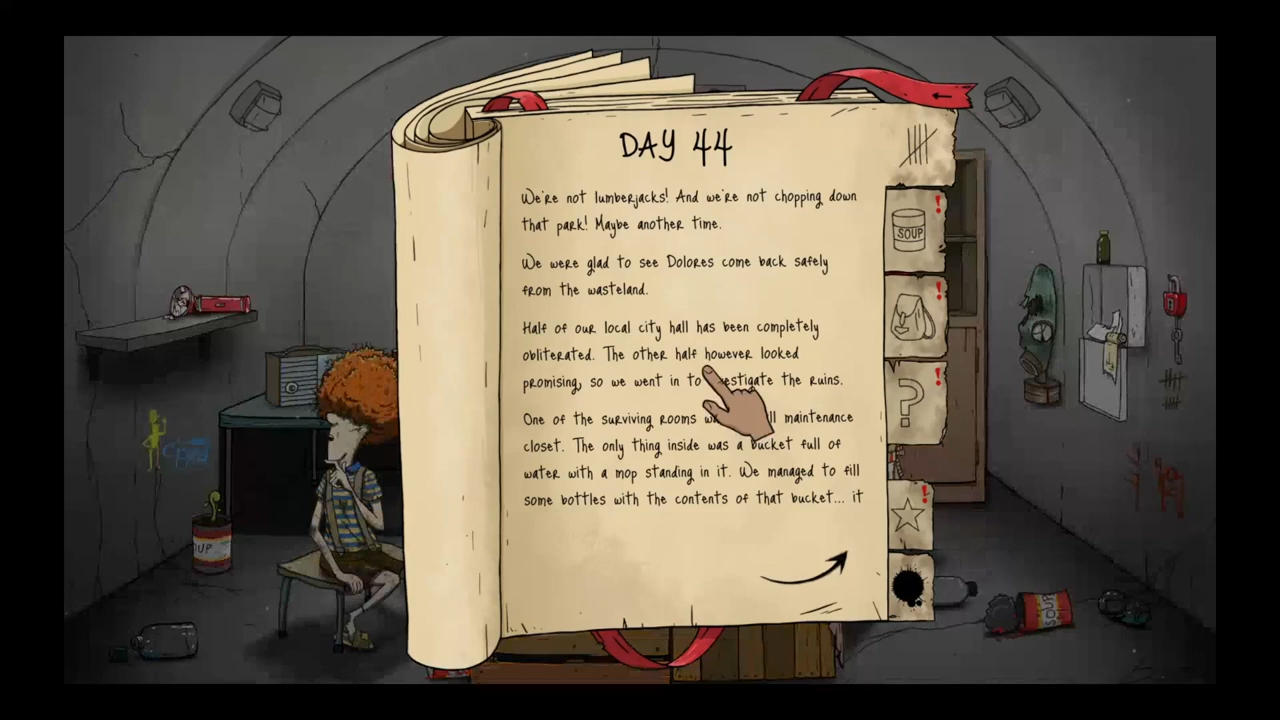 DAY 44
We're not lumberjacks! And we're not chopping down
that park! Maybe another time.
We were glad to see Dolores come back safely
from the wasteland.
Half of our local city hall has been completely
obliterated. The other half however looked
promising, so we went in to the ruins.
One of the surviving rooms maintenance
closet. The only thing inside was a bucket full of
water with a mop standing in it. We managed to fill
some bottles with the contents of that bucket... it
SOUP
!
!
!
!
SOUP